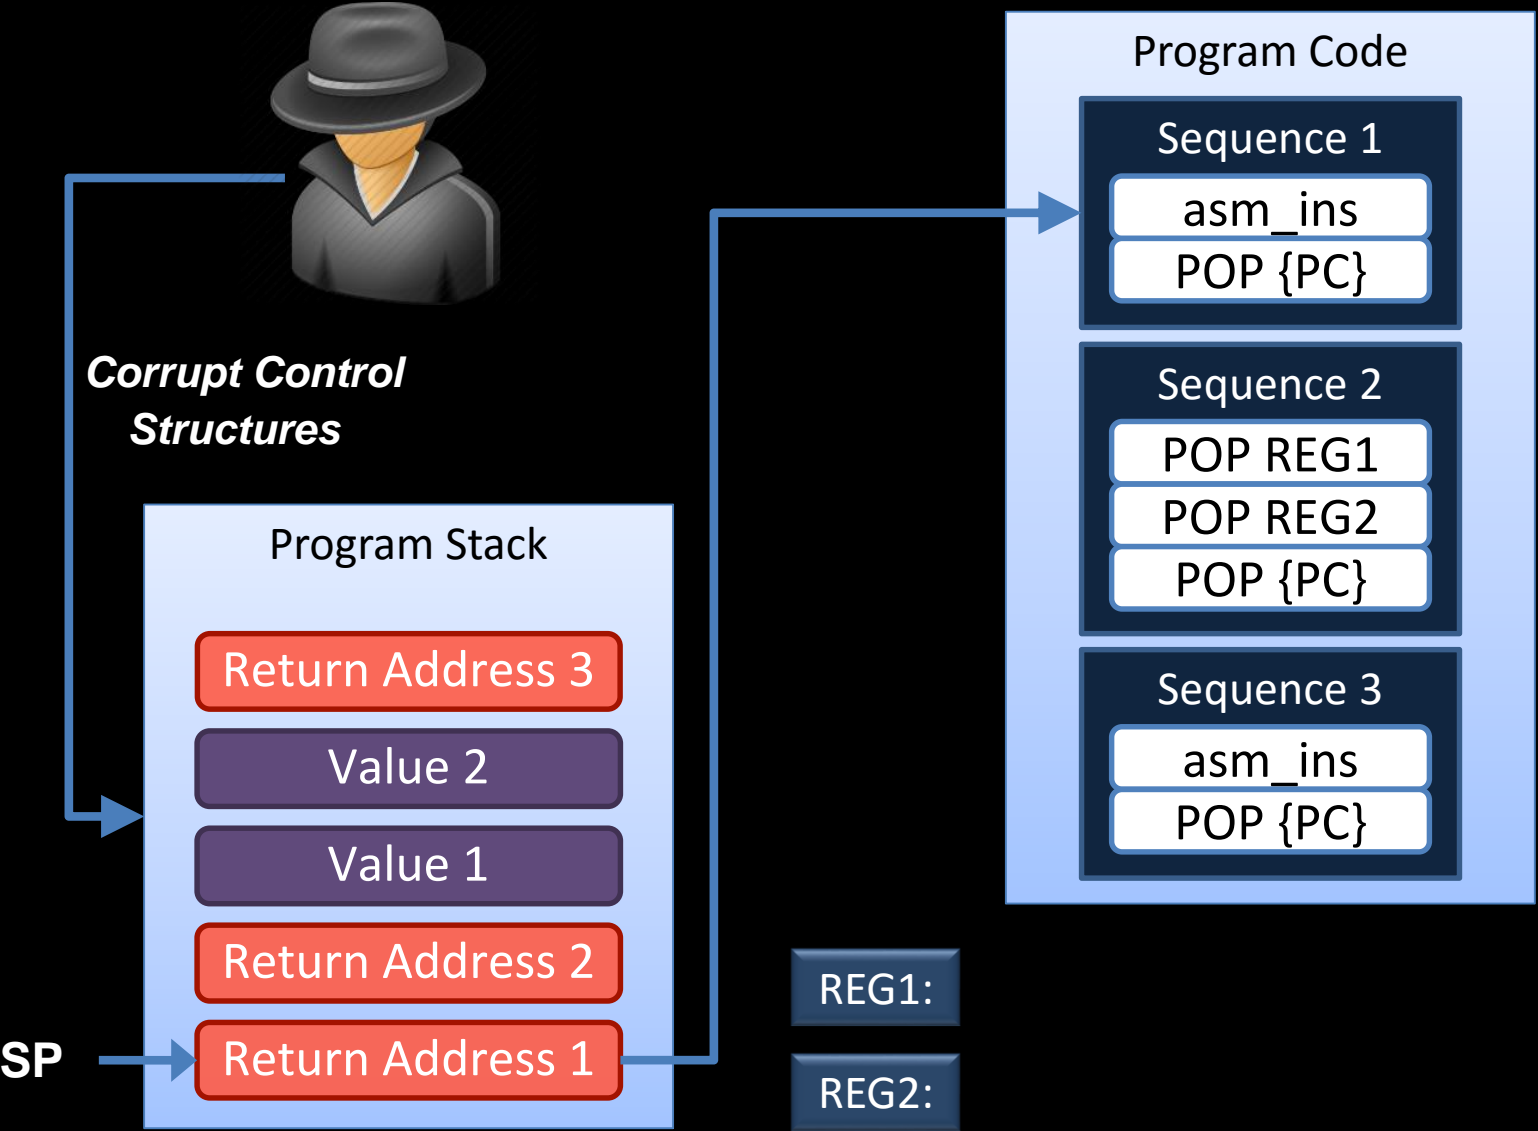 Corrupt Control
Structures
Program Stack
Return Address 3
Value 2
Value 1
Return Address 2
Return Address 1
SP
REG1:
REG2:
Program Code
Sequence 1
asm_ins
POP {PC}
Sequence 2
POP REG1
POP REG2
POP {PC}
Sequence 3
asm_ins
POP {PC}